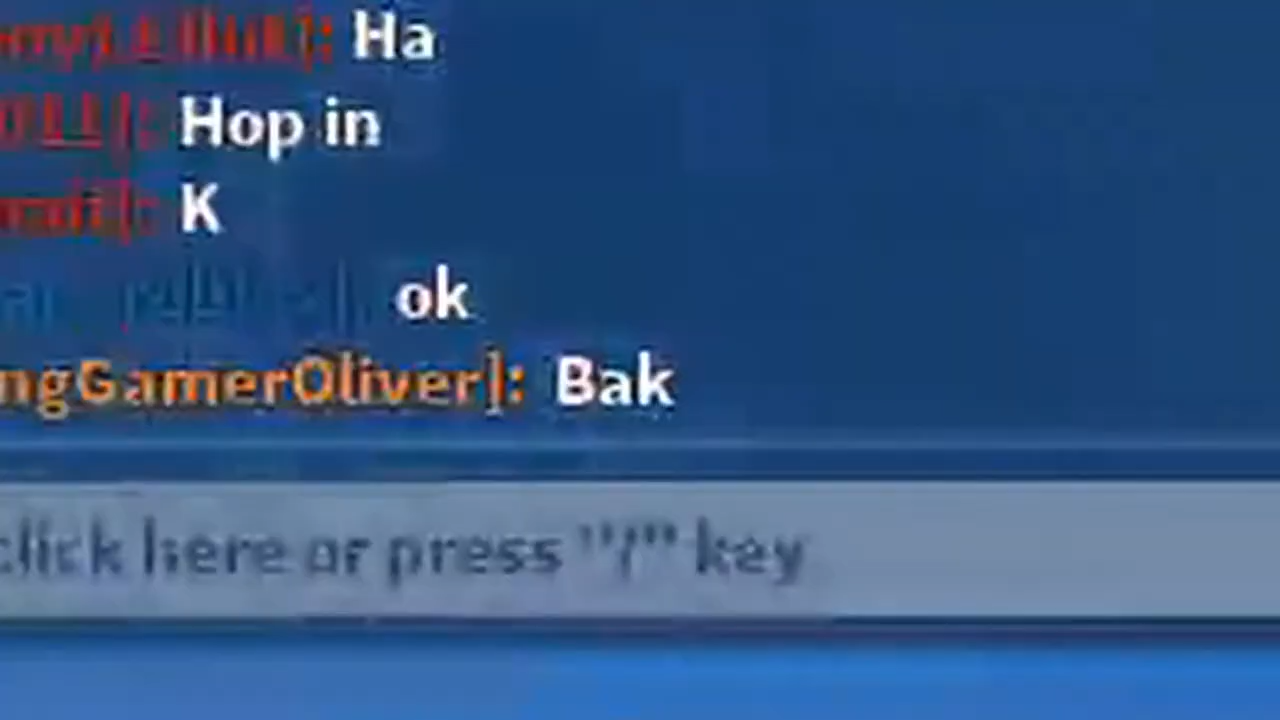 Ha
Hop in
K
ok
ngGamerOliver]: Bak
click here or press "/" key